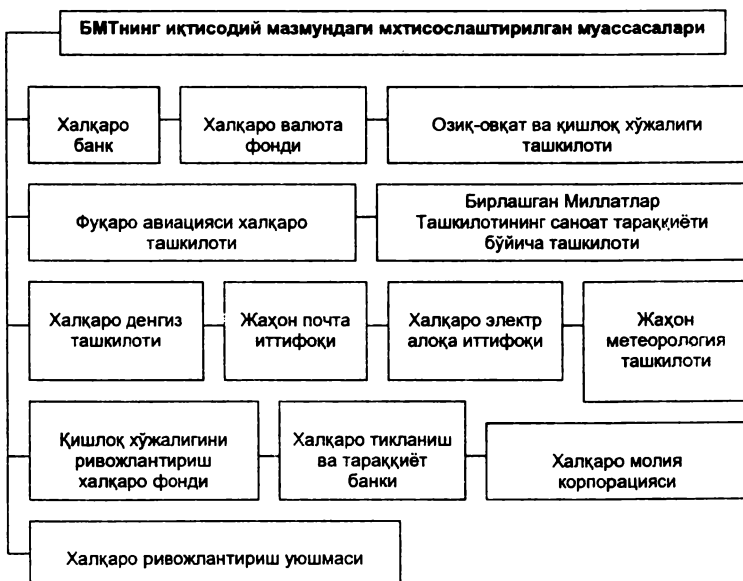 БМТнинг иқтисодий мазмундаги мхтисослаштирилган муассасалари
Халқаро
банк
Халқаро валюта
фонди
Озиқ-овқат ва қишлоқ хўжалиги
ташкилоти
Фуқаро авиацияси халқаро
ташкилоти
Бирлашган Миллатлар
Ташкилотининг саноат тараққиёти
бўйича ташкилоти
Халқаро денгиз
ташкилоти
Жаҳон почта
иттифоқи
Халқаро электр
алоқа иттифоқи
Жаҳон
метеорология
ташкилоти
Қишлоқ хўжалигини
ривожлантириш
халқаро фонди
Халқаро тикланиш
ва тараққиёт
банки
Халқаро молия
корпорацияси
Халқаро ривожлантириш уюшмаси